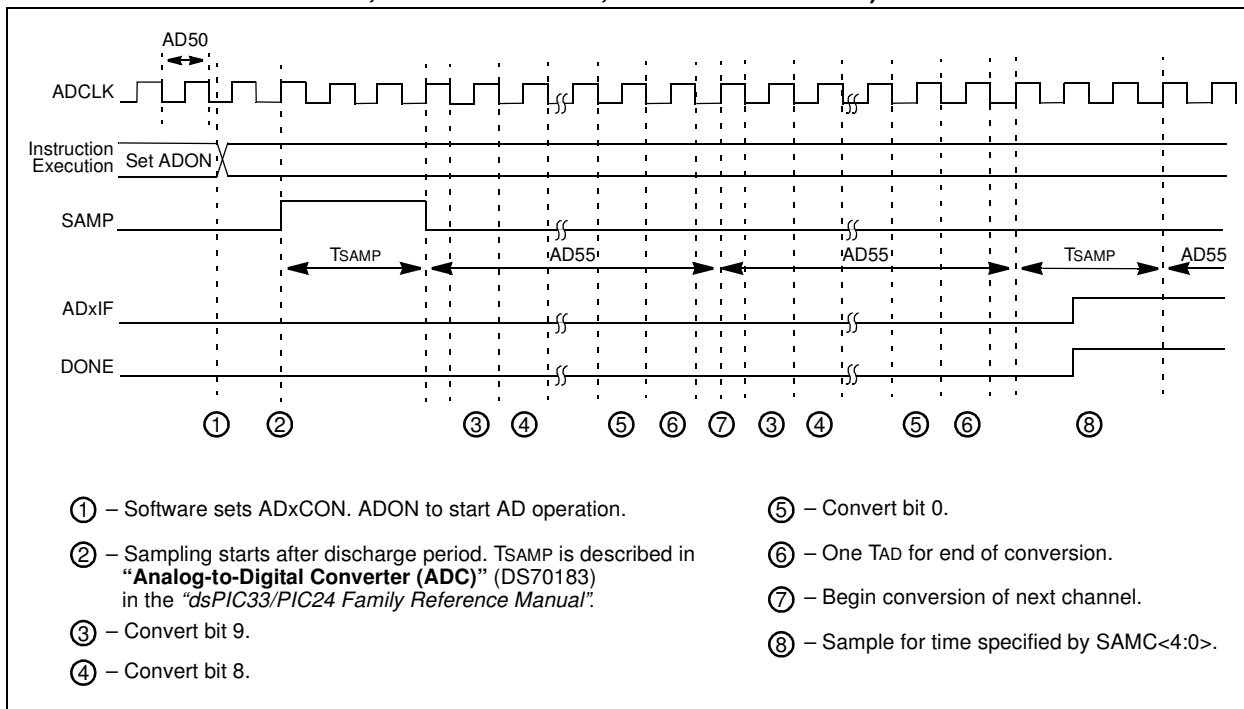 AD50
ADCLK
Instruction
Execution
Set ADON
SAMP
TSAMP
AD55
AD55
TSAMP
AD55
ADxIF
DONE
1 2 3 4 5 6 7 3 4 5 6 8
1 – Software sets ADxCON. ADON to start AD operation.
2 – Sampling starts after discharge period. TSAMP is described in
“Analog-to-Digital Converter (ADC)” (DS70183)
in the “dsPIC33/PIC24 Family Reference Manual”.
3 – Convert bit 9.
4 – Convert bit 8.
5 – Convert bit 0.
6 – One TAD for end of conversion.
7 – Begin conversion of next channel.
8 – Sample for time specified by SAMC<4:0>.